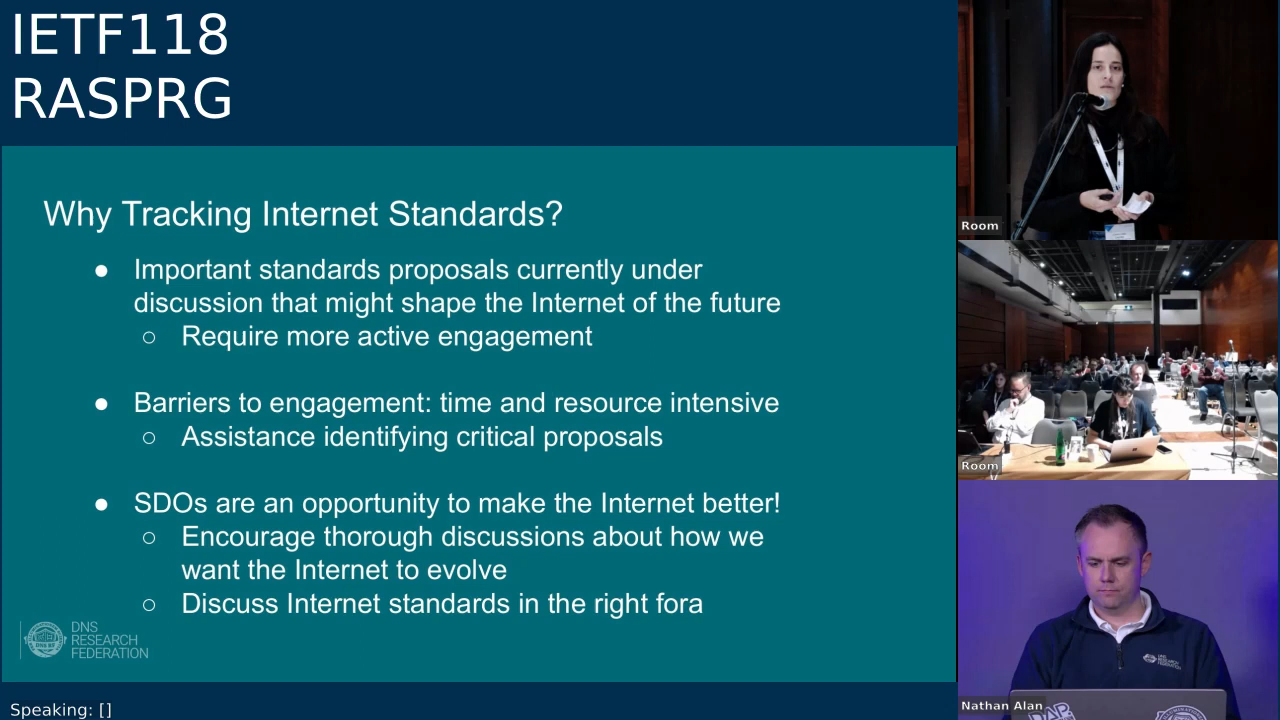 IETF118
RASPRG
Why Tracking Internet Standards?
● Important standards proposals currently under
discussion that might shape the Internet of the future
○ Require more active engagement
● Barriers to engagement: time and resource intensive
○ Assistance identifying critical proposals
● SDOs are an opportunity to make the Internet better!
○ Encourage thorough discussions about how we
want the Internet to evolve
○ Discuss Internet standards in the right fora
DNS
RESEARCH
FEDERATION
Speaking: []
Room
Room
DNS
RESEARCH
FEDERATION
Nathan Alan